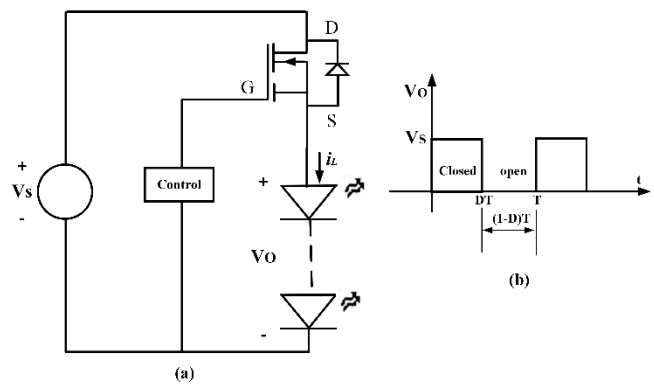 D
G
S
+
Vs
-
Control
iL
+
Vo
-
(a)
Vo
Vs
Closed
open
t
DT
T
(1-D)T
(b)